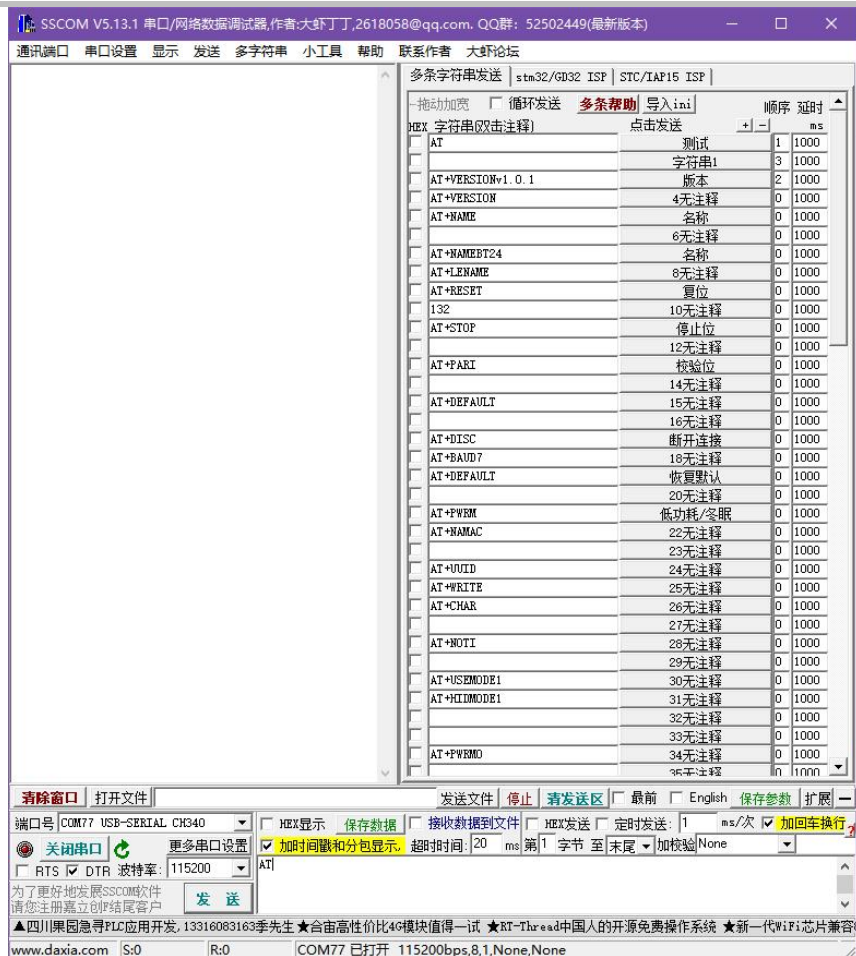 SSCOM V5.13.1 串口/网络数据调试器,作者:大虾丁丁,2618058@qq.com. QQ群: 52502449(最新版本)
通讯端口 串口设置 显示 发送 多字符串 小工具 帮助 联系作者 大虾论坛
多条字符串发送 stm32/GD32 ISP STC/IAP15 ISP
拖动加宽 循环发送 多条帮助 导入ini 顺序 延时
HEX 字符串(双击注释) 点击发送 + - ms
AT 测试 1 1000
字符串1 3 1000
AT+VERSIONv1.0.1 版本 2 1000
AT+VERSION 4无注释 0 1000
AT+NAME 名称 0 1000
6无注释 0 1000
AT+NAMEBT24 名称 0 1000
AT+LENAME 8无注释 0 1000
AT+RESET 复位 0 1000
132 10无注释 0 1000
AT+STOP 停止位 0 1000
12无注释 0 1000
AT+PARI 校验位 0 1000
14无注释 0 1000
AT+DEFAULT 15无注释 0 1000
16无注释 0 1000
AT+DISC 断开连接 0 1000
AT+BAUD7 18无注释 0 1000
AT+DEFAULT 恢复默认 0 1000
20无注释 0 1000
AT+PWRM 低功耗/冬眠 0 1000
AT+NAMAC 22无注释 0 1000
23无注释 0 1000
AT+UUID 24无注释 0 1000
AT+WRITE 25无注释 0 1000
AT+CHAR 26无注释 0 1000
27无注释 0 1000
AT+NOTI 28无注释 0 1000
29无注释 0 1000
AT+USEMODE1 30无注释 0 1000
AT+HIDMODE1 31无注释 0 1000
32无注释 0 1000
33无注释 0 1000
AT+PWRM0 34无注释 0 1000
35无注释 0 1000
清除窗口 打开文件 发送文件 停止 清发送区 最前 English 保存参数 扩展 —
端口号 COM77 USB-SERIAL CH340 HEX显示 保存数据 接收数据到文件 HEX发送 定时发送: 1 ms/次 加回车换行
关闭串口 更多串口设置 加时间戳和分包显示, 超时时间: 20 ms 第1 字节 至 末尾 加校验 None
RTS DTR 波特率: 115200 AT
为了更好地发展SSCOM软件
请您注册嘉立创F结尾客户 发 送
▲四川果园急寻PLC应用开发,13316083163季先生 ★合宙高性价比4G模块值得一试 ★RT-Thread中国人的开源免费操作系统 ★新一代WiFi芯片兼容
www.daxia.com S:0 R:0 COM77 已打开 115200bps,8,1,None,None